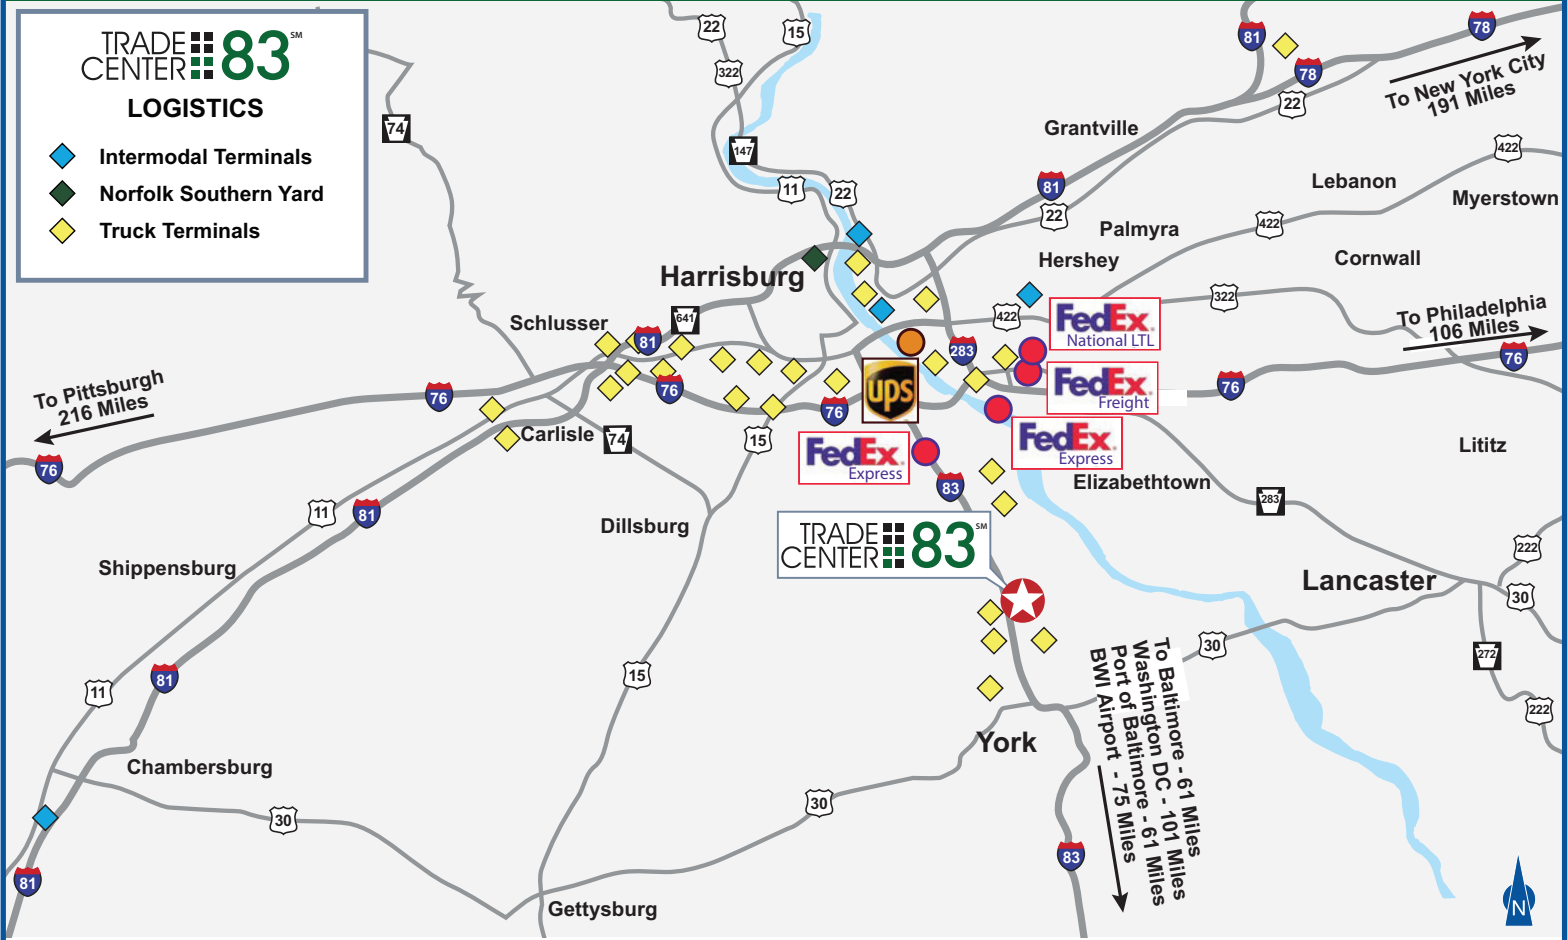 TRADE
CENTER 83 SM
LOGISTICS
Intermodal Terminals
Norfolk Southern Yard
Truck Terminals
22
15
322
74
147
11
22
81
78
78
22
To New York City
191 Miles
Grantville
422
81
Lebanon
Myerstown
22
Palmyra
422
Hershey
Cornwall
Harrisburg
322
641
422
Schlusser
81
283
FedEx
National LTL
To Philadelphia
106 Miles
76
To Pittsburgh
216 Miles
76
76
ups
76
FedEx
Freight
76
76
Carlisle
74
15
FedEx
Express
FedEx
Express
Lititz
83
Elizabethtown
283
11
81
Dillsburg
TRADE
CENTER 83 SM
222
Shippensburg
Lancaster
30
11
81
15
30
272
222
To Baltimore - 61 Miles
Washington DC - 101 Miles
Port of Baltimore - 61 Miles
BWI Airport - 75 Miles
York
Chambersburg
30
30
83
81
Gettysburg
N